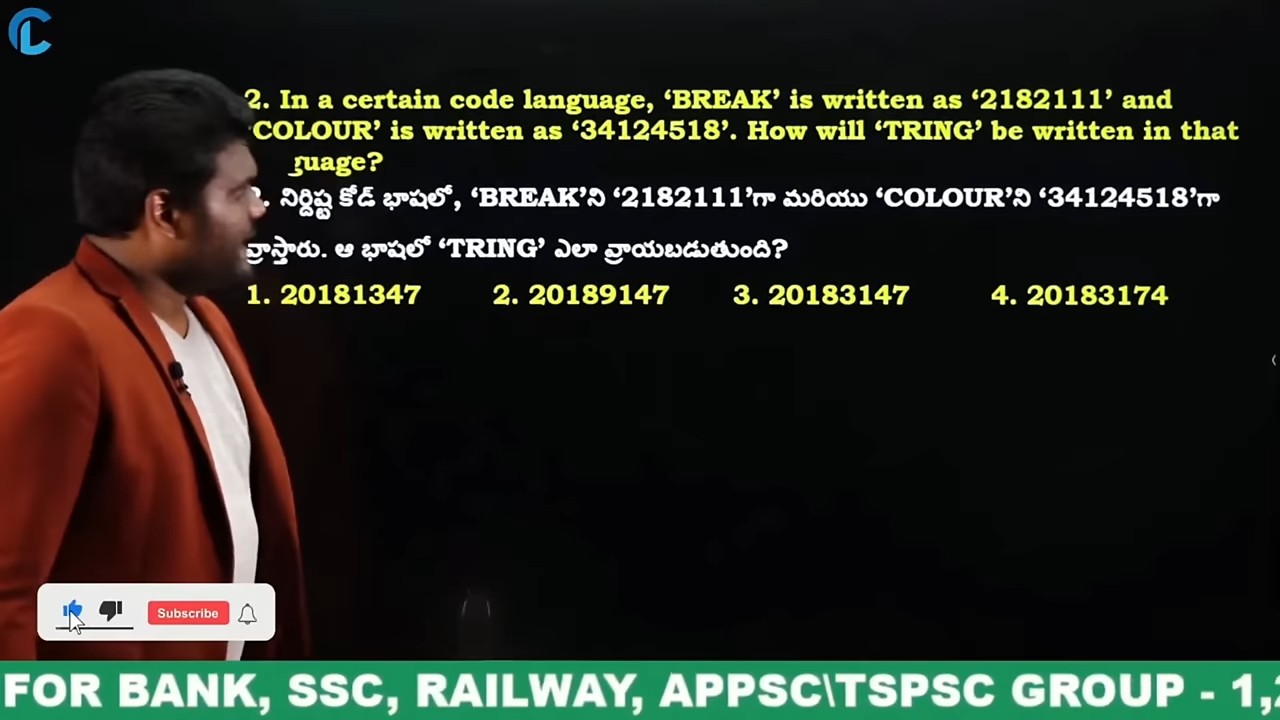 2. In a certain code language, ‘BREAK’ is written as ‘2182111’ and
COLOUR’ is written as ‘34124518’. How will ‘TRING’ be written in that
guage?
. నిర్దిష్ట కోడ్ భాషలో, ‘BREAK’ని ‘2182111’గా మరియు ‘COLOUR’ని ‘34124518’గా
వ్రాస్తారు. ఆ భాషలో ‘TRING’ ఎలా వ్రాయబడుతుంది?
1. 20181347 2. 20189147 3. 20183147 4. 20183174
Subscribe
FOR BANK, SSC, RAILWAY, APPSC\TSPSC GROUP - 1,